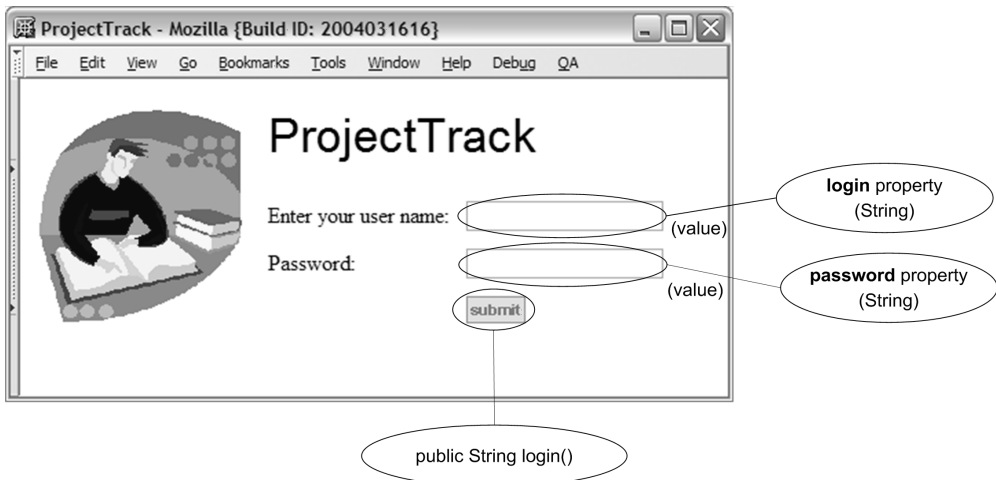 ProjectTrack - Mozilla {Build ID: 2004031616}
File Edit View Go Bookmarks Tools Window Help Debug QA
ProjectTrack
Enter your user name:
(value)
login property
(String)
Password:
(value)
password property
(String)
submit
public String login()